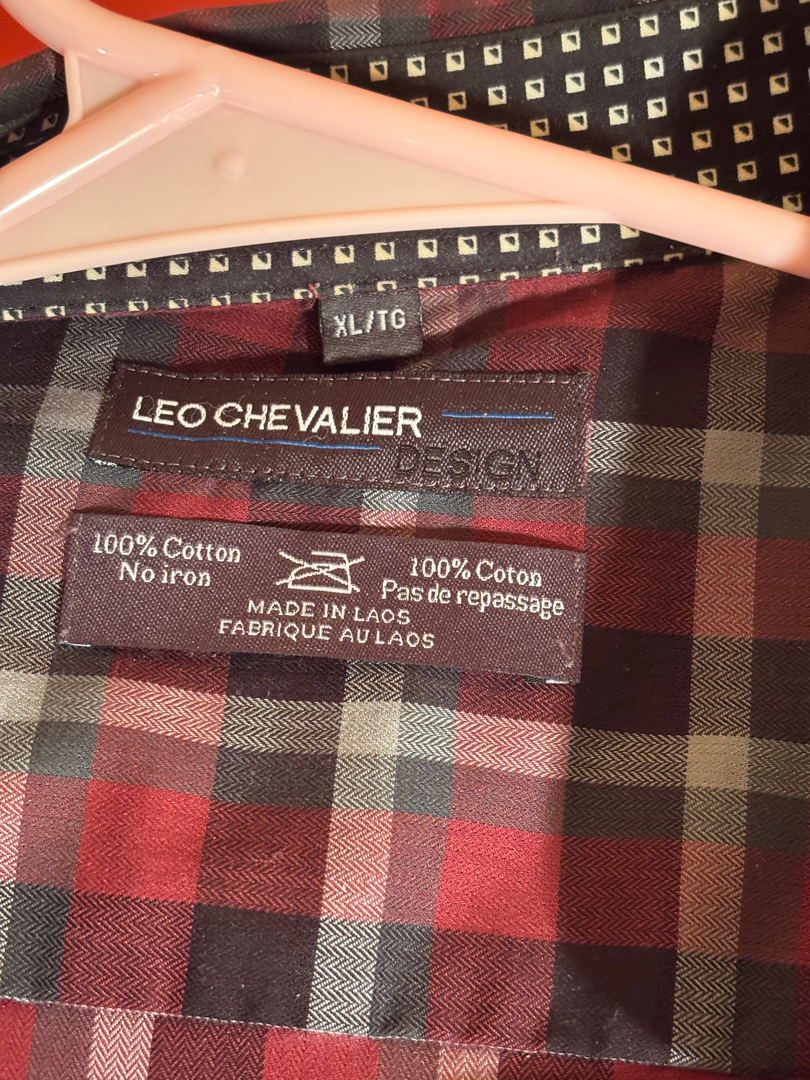 XL/TG
LEO CHEVALIER
DESIGN
100% Cotton
No iron
100% Coton
Pas de repassage
MADE IN LAOS
FABRIQUE AU LAOS